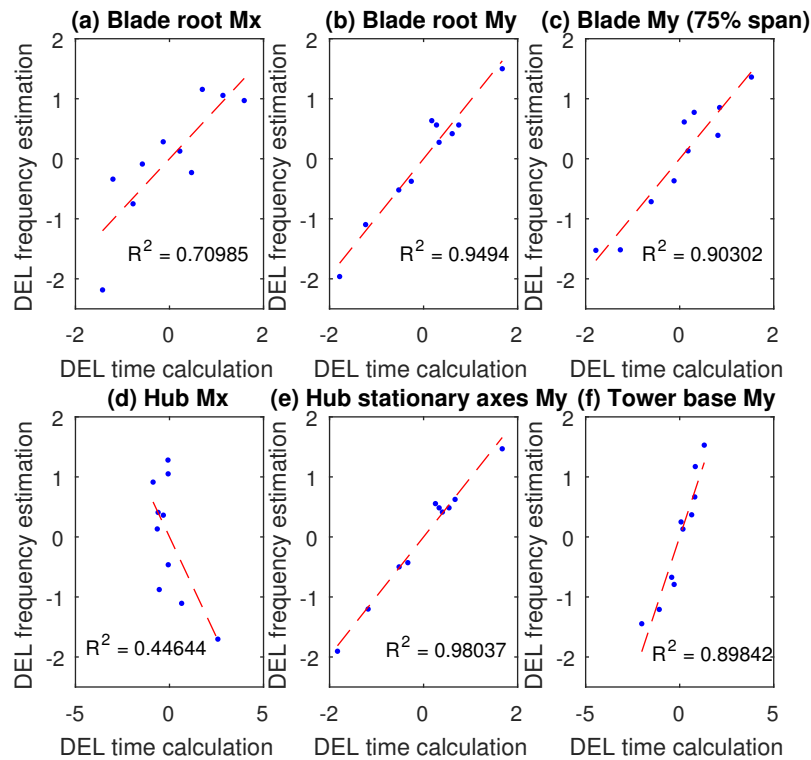 (a) Blade root Mx
(b) Blade root My
(c) Blade My (75% span)
DEL frequency estimation
2
1
0
-1
-2
R² = 0.70985
-2
0
2
DEL time calculation
DEL frequency estimation
2
1
0
-1
-2
R² = 0.9494
-2
0
2
DEL time calculation
DEL frequency estimation
2
1
0
-1
-2
R² = 0.90302
-2
0
2
DEL time calculation
(d) Hub Mx
(e) Hub stationary axes My
(f) Tower base My
DEL frequency estimation
2
1
0
-1
-2
R² = 0.44644
-5
0
5
DEL time calculation
DEL frequency estimation
2
1
0
-1
-2
R² = 0.98037
-2
0
2
DEL time calculation
DEL frequency estimation
2
1
0
-1
-2
R² = 0.89842
-5
0
5
DEL time calculation